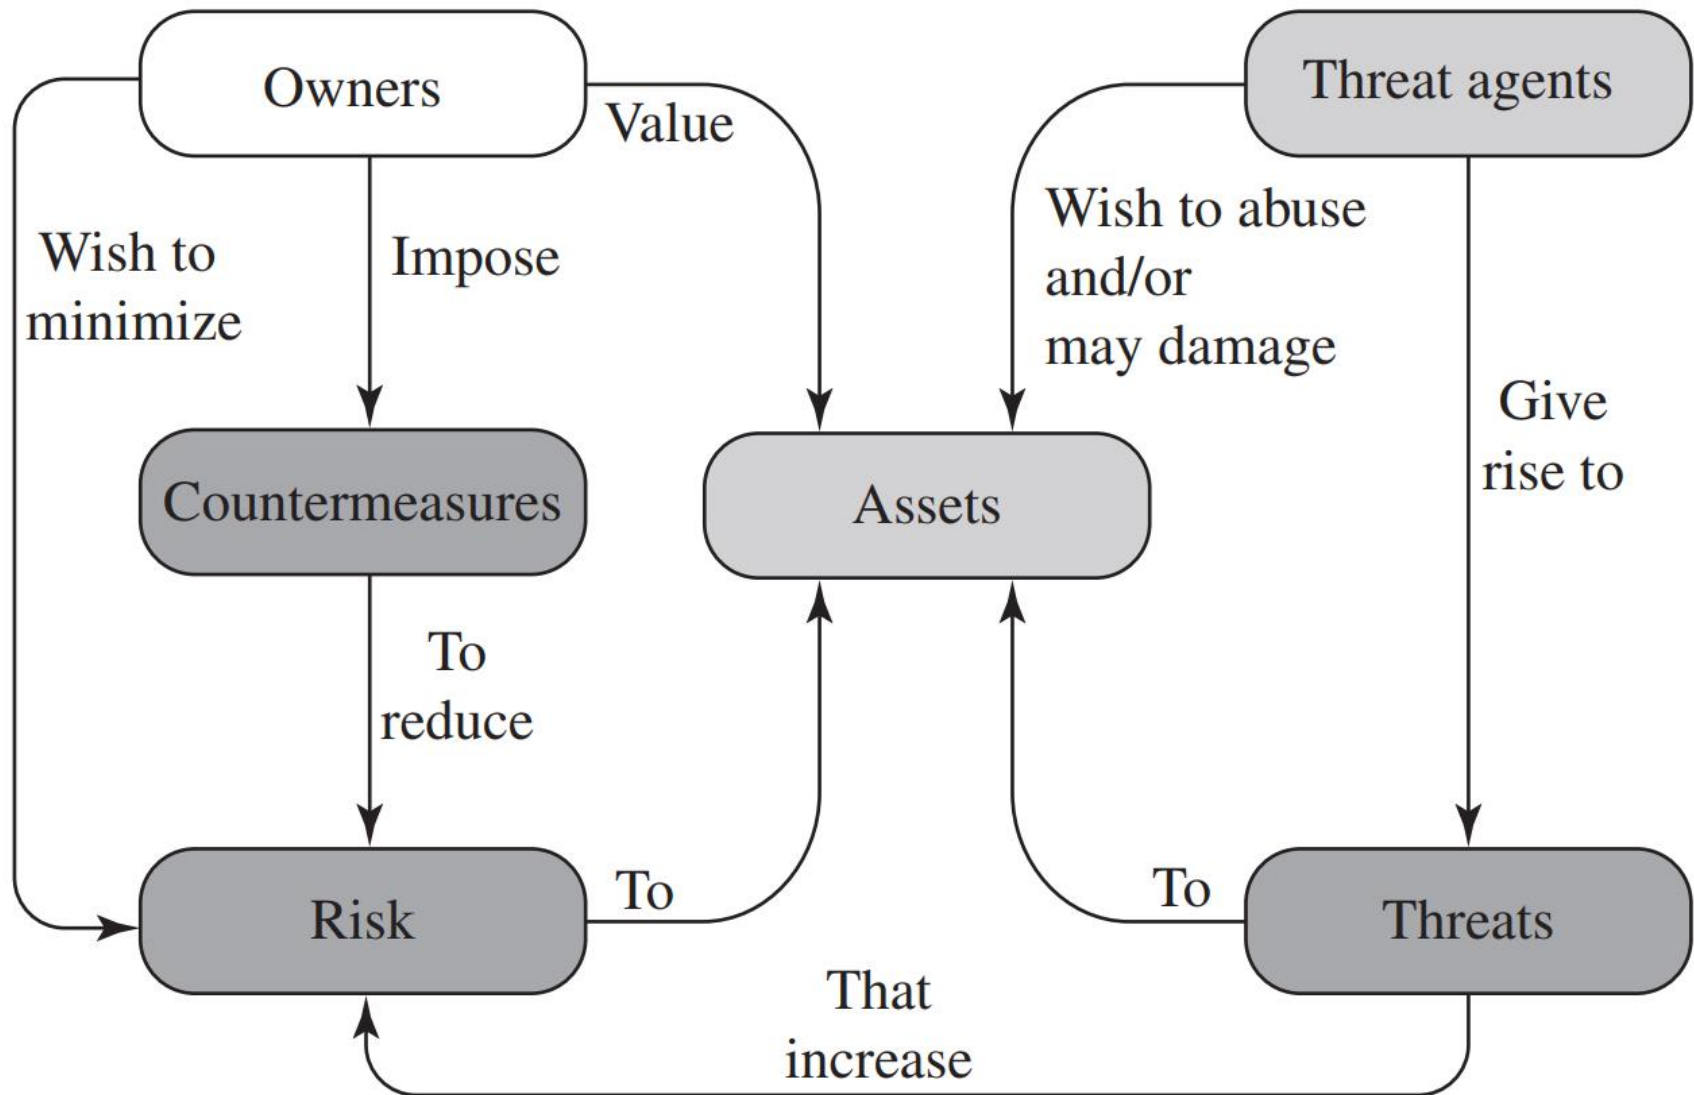 Owners
Threat agents
Value
Wish to
minimize
Impose
Wish to abuse
and/or
may damage
Give
rise to
Countermeasures
Assets
To
reduce
Risk
To
To
Threats
That
increase